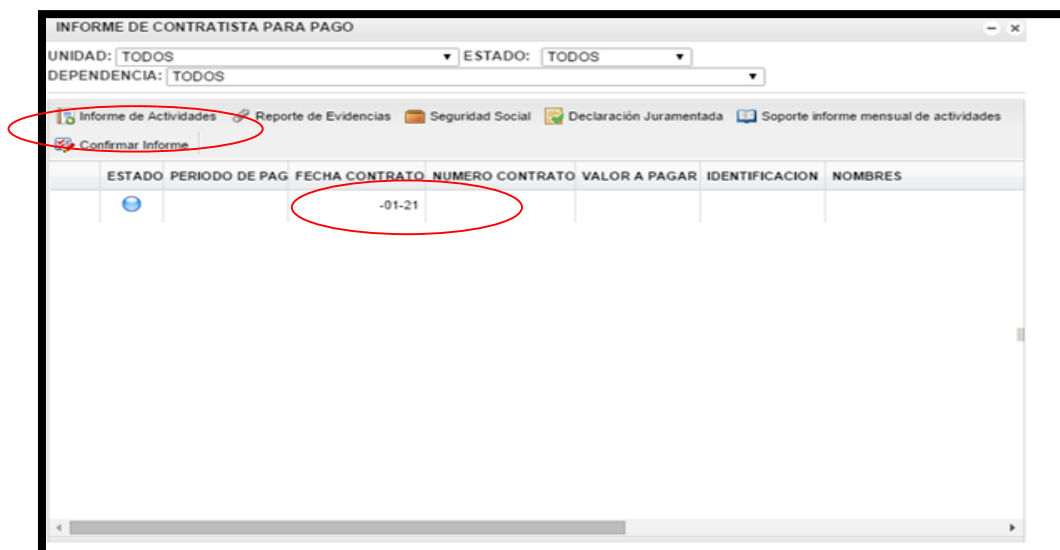 INFORME DE CONTRATISTA PARA PAGO
UNIDAD: TODOS ESTADO: TODOS
DEPENDENCIA: TODOS
Informe de Actividades Reporte de Evidencias Seguridad Social Declaración Juramentada Soporte informe mensual de actividades
Confirmar Informe
ESTADO PERIODO DE PAG FECHA CONTRATO NUMERO CONTRATO VALOR A PAGAR IDENTIFICACION NOMBRES
-01-21